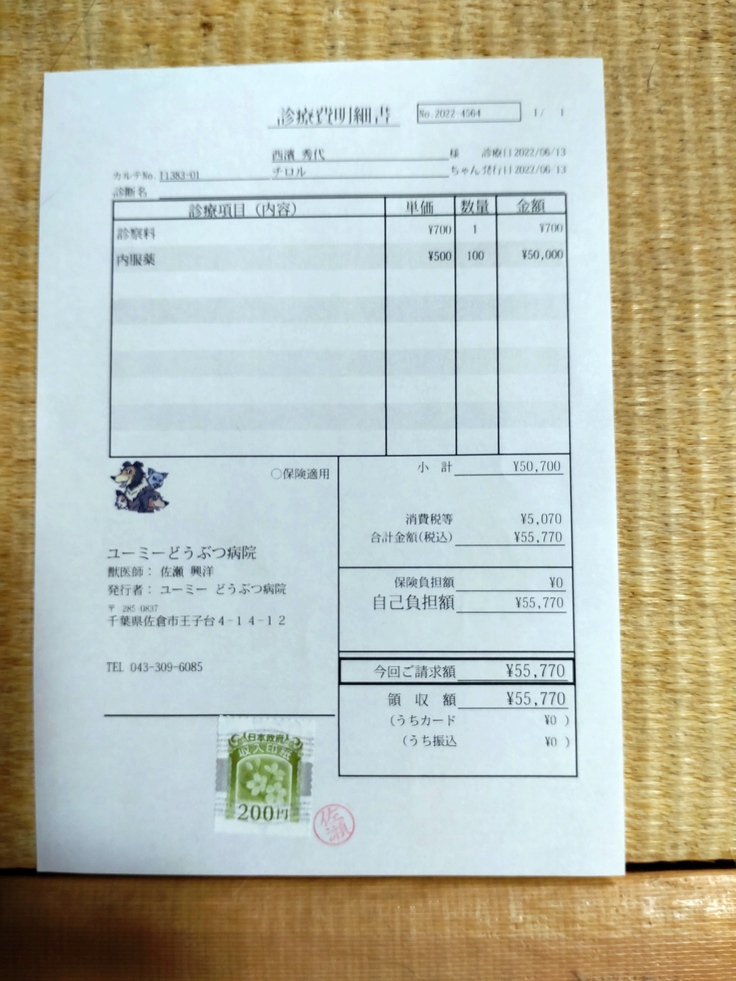 診療費明細書
No.2022-4564
1/ 1
西濱 秀代 様 診療日2022/06/13
カルテNo. 11383-01 チロル ちゃん 発行日2022/06/13
診断名
診療項目(内容) 単価 数量 金額
診察料 ¥700 1 ¥700
内服薬 ¥500 100 ¥50,000
小 計 ¥50,700
〇保険適用
消費税等 ¥5,070
合計金額(税込) ¥55,770
ユーミーどうぶつ病院
獣医師: 佐瀬 興洋
発行者: ユーミー どうぶつ病院
〒 285-0837
千葉県佐倉市王子台4-14-12
TEL 043-309-6085
保険負担額 ¥0
自己負担額 ¥55,770
今回ご請求額 ¥55,770
領 収 額 ¥55,770
(うちカード ¥0 )
(うち振込 ¥0 )
日本政府
収入印紙
200円
佐瀬